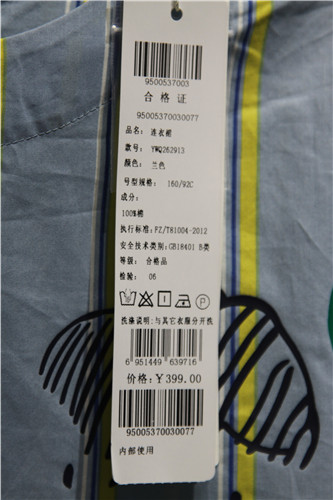 9500537003
合格证
95005370030077
品名：连衣裙
款号：YWQ262913
颜色：兰色
号型规格：160/92C
成分：
100%棉
执行标准：FZ/T81004-2012
安全技术类别：GB18401 B类
等级：合格品
检验：06
P
洗涤说明：与其它衣服分开洗
6 951449 639716
价格：￥399.00
95005370030077
内部使用